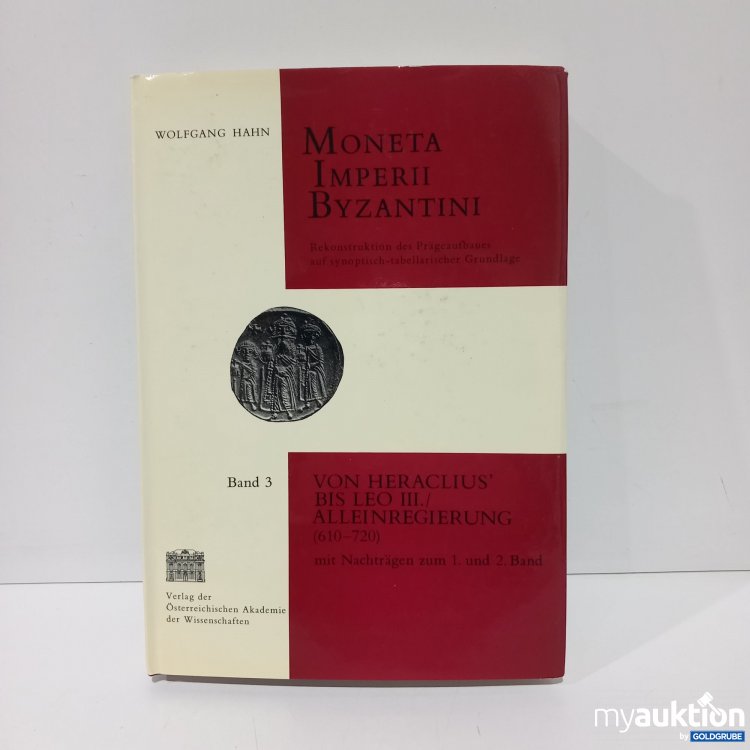 WOLFGANG HAHN
MONETA
IMPERII
BYZANTINI
Rekonstruktion des Prägeaufbaues
auf synoptisch-tabellarischer Grundlage
Band 3
VON HERACLIUS'
BIS LEO III./
ALLEINREGIERUNG
(610–720)
mit Nachträgen zum 1. und 2. Band
Verlag der
Österreichischen Akademie
der Wissenschaften
myauktion
by GOLDGRUBE